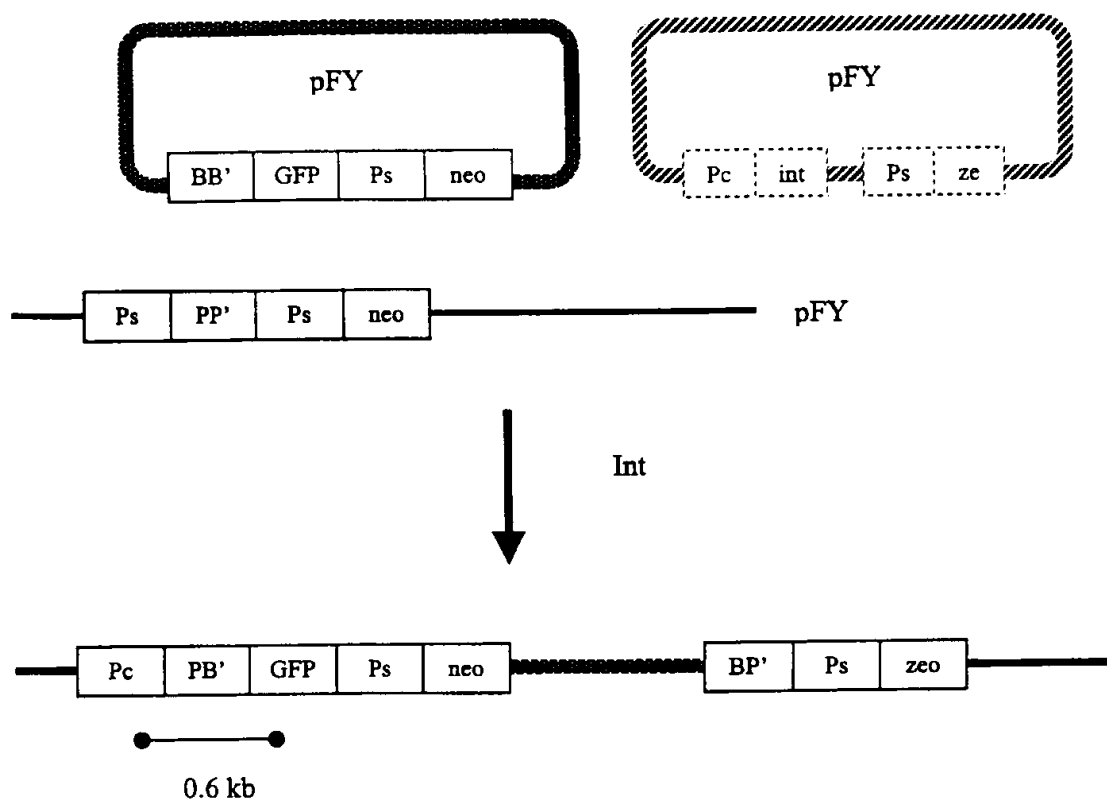 pFY
BB' GFP Ps neo
pFY
Pc int Ps ze
Ps PP' Ps neo
pFY
Int
Pc PB' GFP Ps neo
BP' Ps zeo
0.6 kb